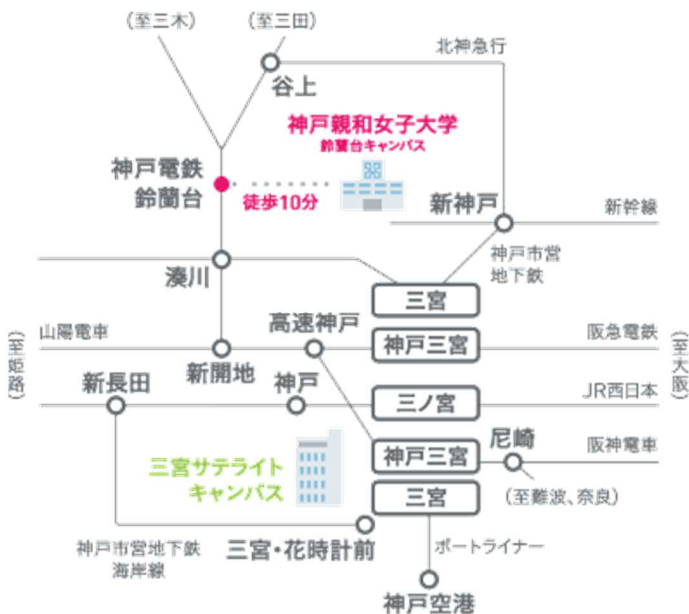 (至三木)
(至三田)
北神急行
谷上
神戸親和女子大学
鈴蘭台キャンパス
神戸電鉄
鈴蘭台
徒歩10分
新神戸
新幹線
神戸市営
地下鉄
湊川
三宮
高速神戸
山陽電車
神戸三宮
阪急電鉄
(至姫路)
(至大阪)
新開地
新長田
神戸
三ノ宮
JR西日本
尼崎
阪神電車
神戸三宮
三宮サテライト
キャンパス
三宮
(至難波、奈良)
神戸市営地下鉄
海岸線
三宮・花時計前
ポートライナー
神戸空港